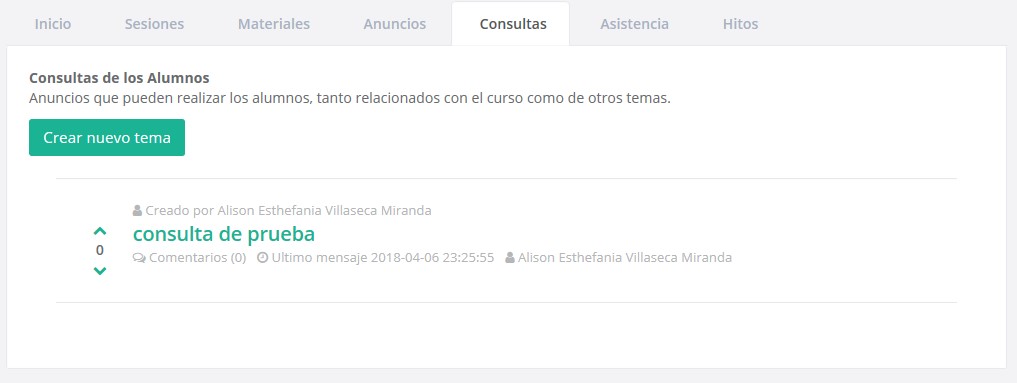 Inicio Sesiones Materiales Anuncios Consultas Asistencia Hitos
Consultas de los Alumnos
Anuncios que pueden realizar los alumnos, tanto relacionados con el curso como de otros temas.
Crear nuevo tema
Creado por Alison Esthefania Villaseca Miranda
consulta de prueba
0
Comentarios (0) Ultimo mensaje 2018-04-06 23:25:55 Alison Esthefania Villaseca Miranda